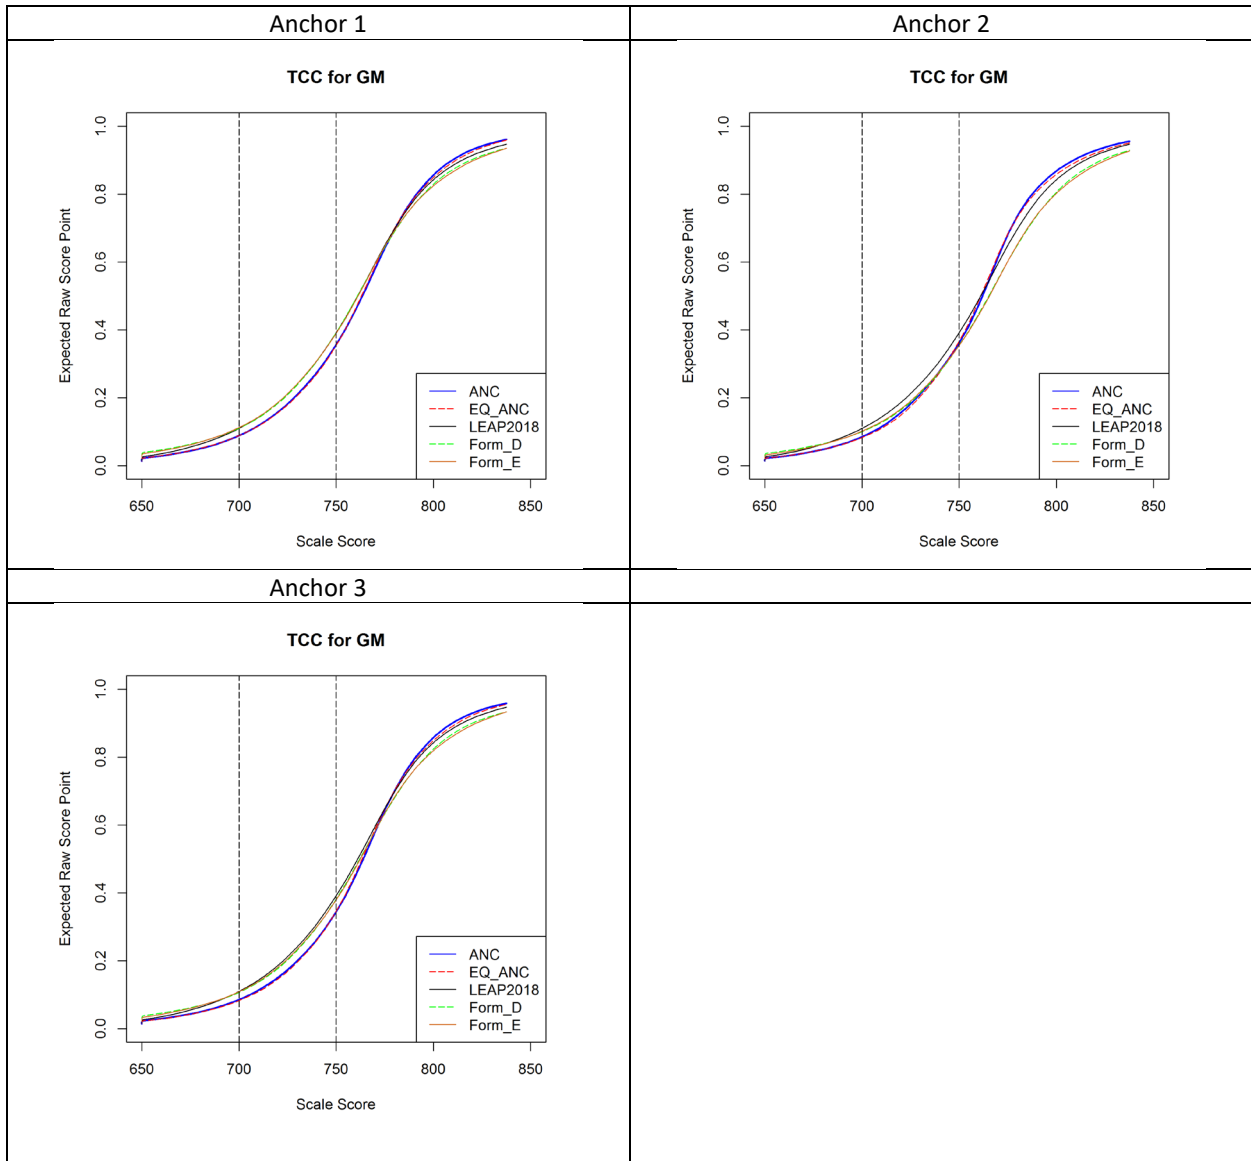 Anchor 1
Anchor 2
TCC for GM
Expected Raw Score Point
1.0
0.8
0.6
0.4
0.2
0.0
ANC
EQ_ANC
LEAP2018
Form_D
Form_E
650 700 750 800 850
Scale Score
TCC for GM
Expected Raw Score Point
1.0
0.8
0.6
0.4
0.2
0.0
ANC
EQ_ANC
LEAP2018
Form_D
Form_E
650 700 750 800 850
Scale Score
Anchor 3
TCC for GM
Expected Raw Score Point
1.0
0.8
0.6
0.4
0.2
0.0
ANC
EQ_ANC
LEAP2018
Form_D
Form_E
650 700 750 800 850
Scale Score